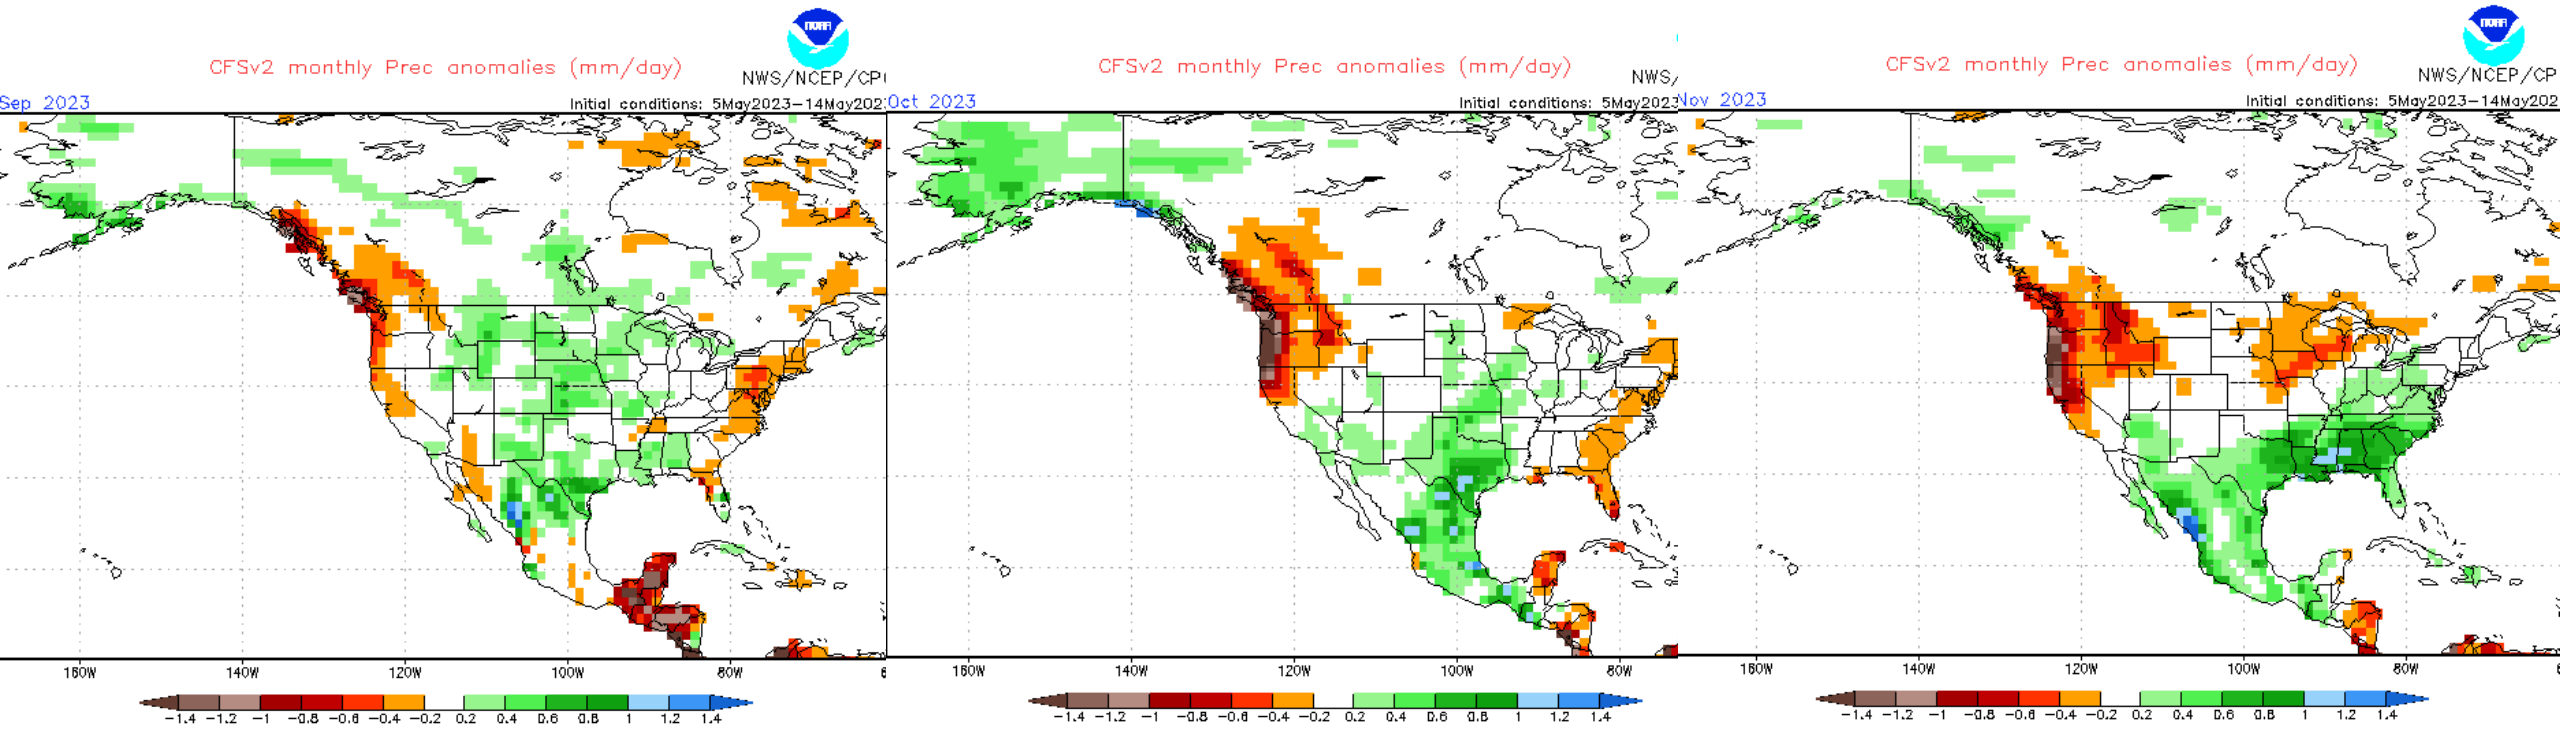 NOAA
CFSv2 monthly Prec anomalies (mm/day)
NWS/NCEP/CP
Sep 2023
Initial conditions: 5May2023–14May202
160W 140W 120W 100W 80W
−1.4 −1.2 −1 −0.8 −0.6 −0.4 −0.2 0.2 0.4 0.6 0.8 1 1.2 1.4
CFSv2 monthly Prec anomalies (mm/day)
NWS/
Oct 2023
Initial conditions: 5May2023
160W 140W 120W 100W 80W
−1.4 −1.2 −1 −0.8 −0.6 −0.4 −0.2 0.2 0.4 0.6 0.8 1 1.2 1.4
NOAA
CFSv2 monthly Prec anomalies (mm/day)
NWS/NCEP/CP
Nov 2023
Initial conditions: 5May2023–14May202
160W 140W 120W 100W 80W
−1.4 −1.2 −1 −0.8 −0.6 −0.4 −0.2 0.2 0.4 0.6 0.8 1 1.2 1.4